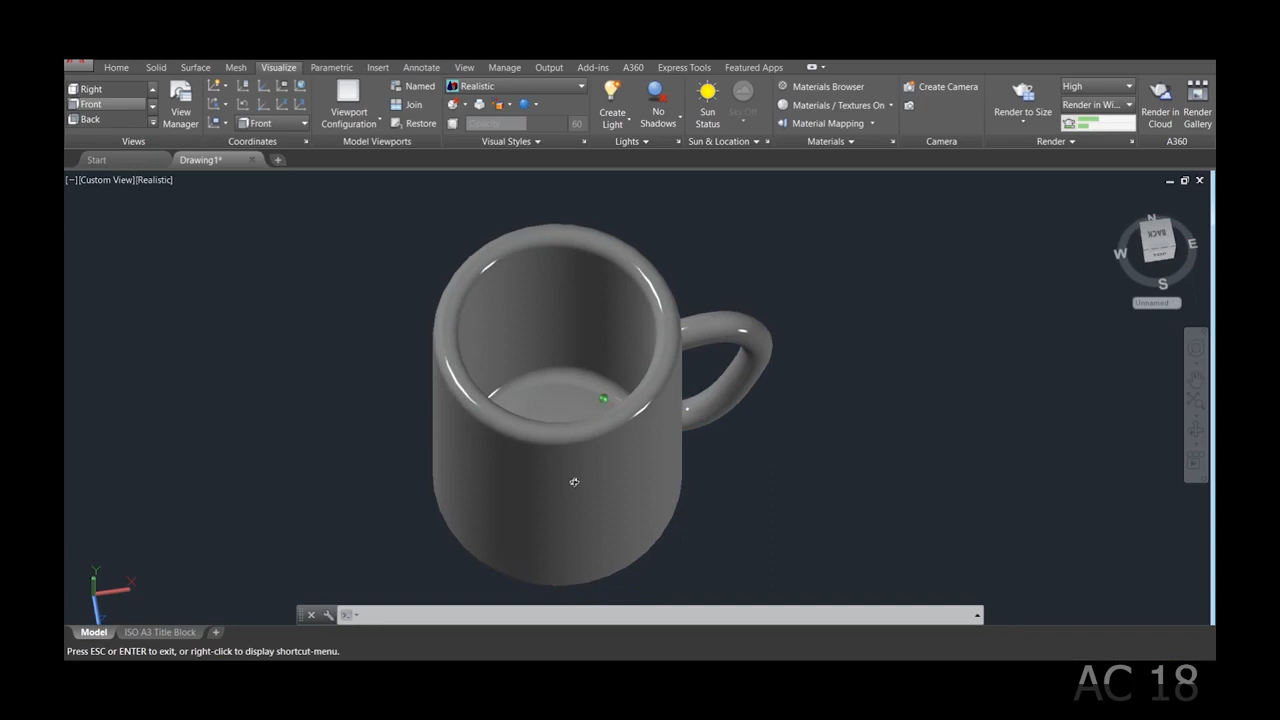 Home Solid Surface Mesh Visualize Parametric Insert Annotate View Manage Output Add-ins A360 Express Tools Featured Apps
Right
Front
Back
View
Manager
Front
Viewport
Configuration
Named
Join
Restore
Realistic
Opacity 60
Create
Light
No
Shadows
Sun
Status
Sky Off
Materials Browser
Materials / Textures On
Material Mapping
Create Camera
Render to Size
High
Render in Wi...
Render in
Cloud
Render
Gallery
Views Coordinates Model Viewports Visual Styles Lights Sun & Location Materials Camera Render A360
Start Drawing1*
[−][Custom View][Realistic]
N
W
E
S
BACK
TOP
Unnamed
Y
X
Model ISO A3 Title Block
Press ESC or ENTER to exit, or right-click to display shortcut-menu.
AC 18